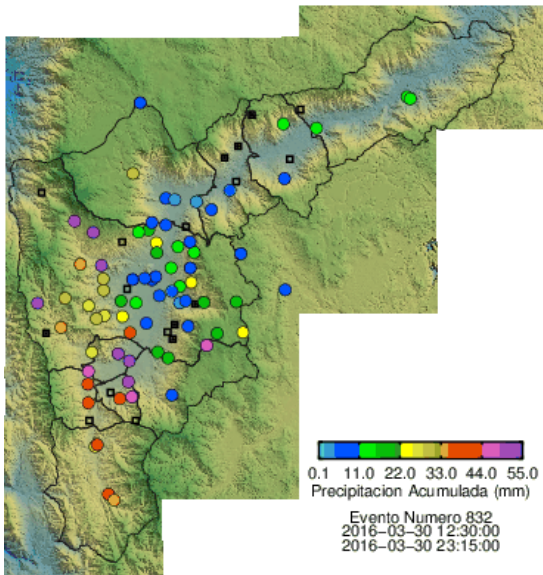 0.1 11.0 22.0 33.0 44.0 55.0
Precipitacion Acumulada (mm)
Evento Numero 832
2016-03-30 12:30:00
2016-03-30 23:15:00